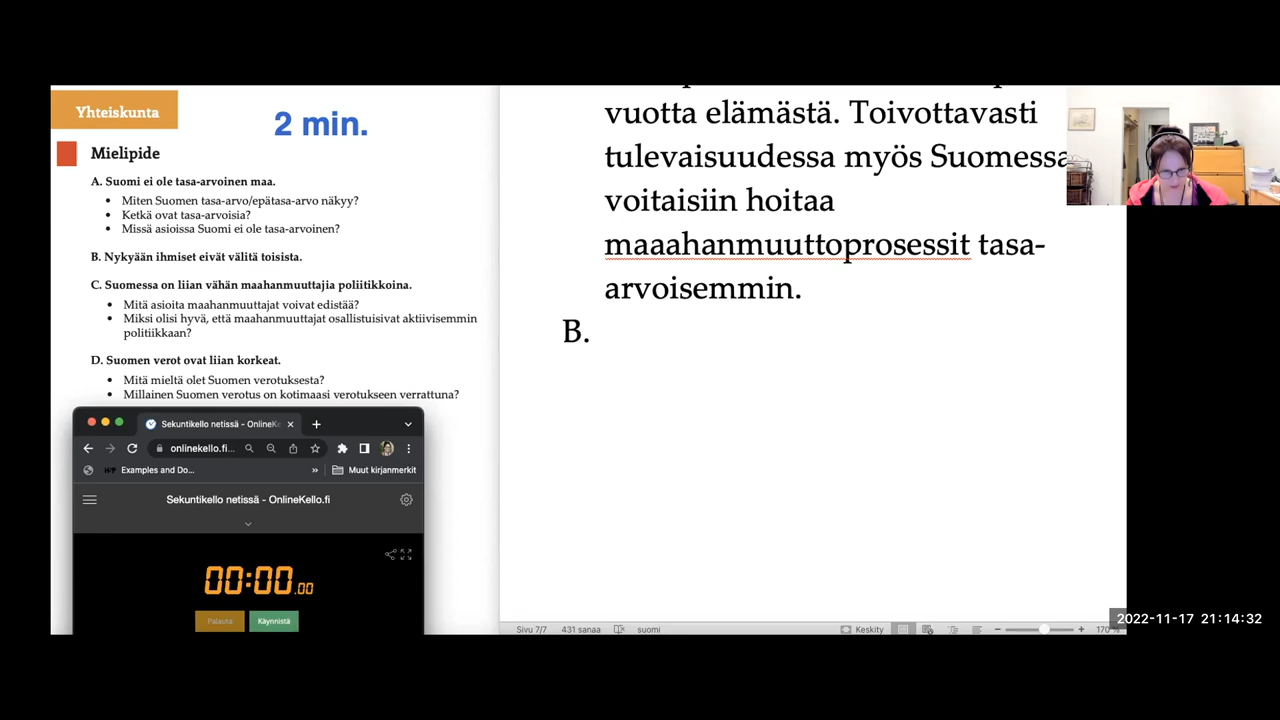 Yhteiskunta
2 min.
Mielipide
A. Suomi ei ole tasa-arvoinen maa.
• Miten Suomen tasa-arvo/epätasa-arvo näkyy?
• Ketkä ovat tasa-arvoisia?
• Missä asioissa Suomi ei ole tasa-arvoinen?
B. Nykyään ihmiset eivät välitä toisista.
C. Suomessa on liian vähän maahanmuuttajia poliitikkoina.
• Mitä asioita maahanmuuttajat voivat edistää?
• Miksi olisi hyvä, että maahanmuuttajat osallistuisivat aktiivisemmin
politiikkaan?
D. Suomen verot ovat liian korkeat.
• Mitä mieltä olet Suomen verotuksesta?
• Millainen Suomen verotus on kotimaasi verotukseen verrattuna?
Sekuntikello netissä - OnlineKe
onlinekello.fi...
Examples and Do...
»
Muut kirjanmerkit
Sekuntikello netissä - OnlineKello.fi
00:00.00
Palauta
Käynnistä
vuotta elämästä. Toivottavasti
tulevaisuudessa myös Suomessa
voitaisiin hoitaa
maaahanmuuttoprosessit tasa-
arvoisemmin.
B.
Sivu 7/7
431 sanaa
suomi
Keskity
170 %
2022-11-17 21:14:32